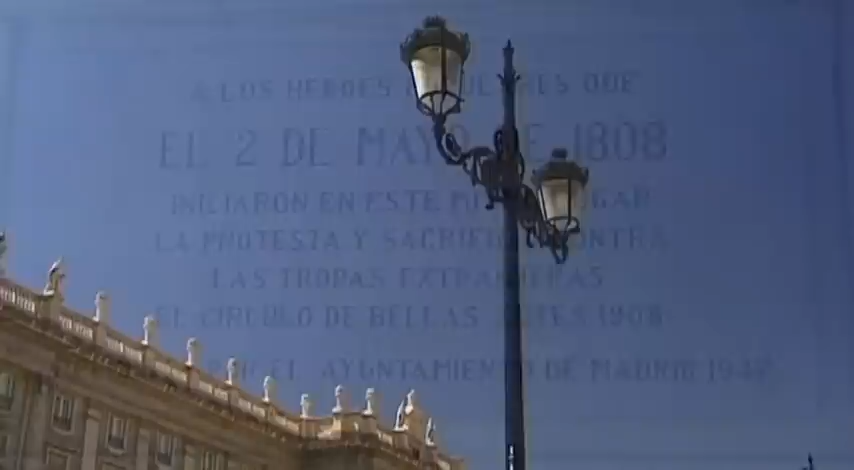 A LOS HEROES POPULARES QUE
EL 2 DE MAYO DE 1808
INICIARON EN ESTE MISMO LUGAR
LA PROTESTA Y SACRIFICIO CONTRA
LAS TROPAS EXTRANJERAS
EL CIRCULO DE BELLAS ARTES 1908
POR EL AYUNTAMIENTO DE MADRID